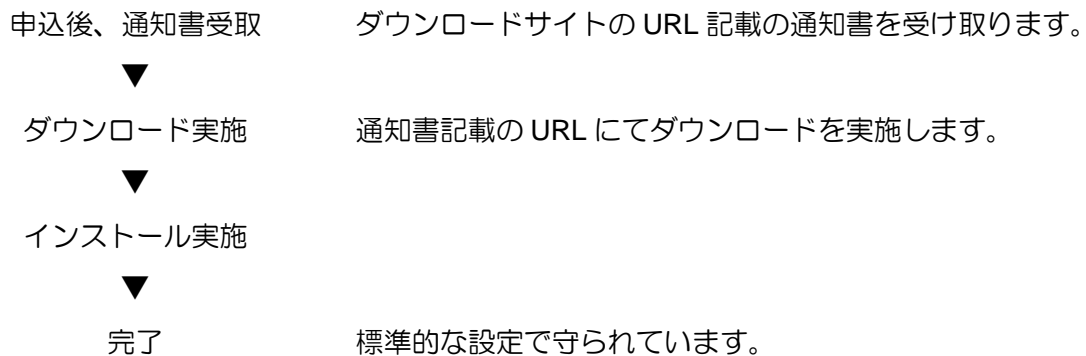 申込後、通知書受取 ダウンロードサイトの URL 記載の通知書を受け取ります。
▼
ダウンロード実施 通知書記載の URL にてダウンロードを実施します。
▼
インストール実施
▼
完了 標準的な設定で守られています。